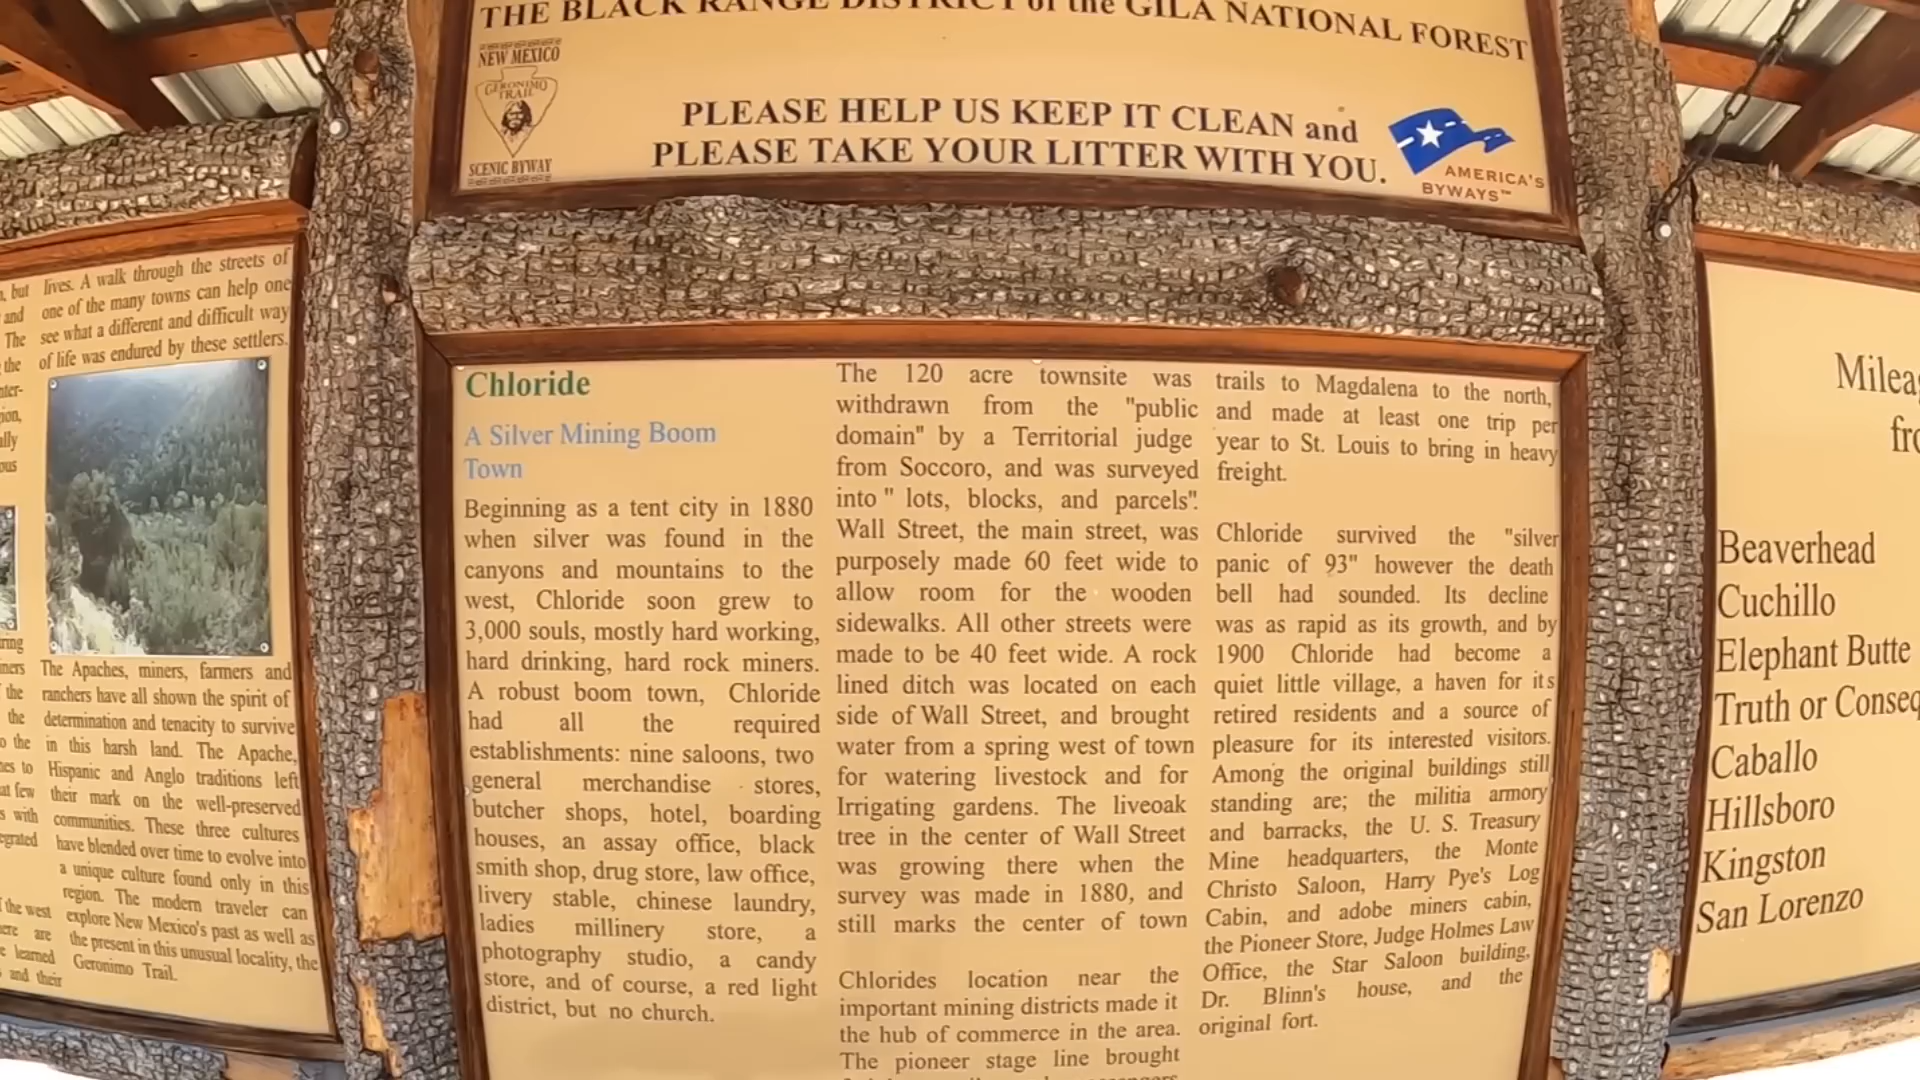 THE BLACK RANGE DISTRICT of the GILA NATIONAL FOREST
NEW MEXICO
GERONIMO
TRAIL
SCENIC BYWAY
PLEASE HELP US KEEP IT CLEAN and
PLEASE TAKE YOUR LITTER WITH YOU.
AMERICA'S
BYWAYS™
but
and
The
the
lives. A walk through the streets of
one of the many towns can help one
see what a different and difficult way
of life was endured by these settlers.
The Apaches, miners, farmers and
ranchers have all shown the spirit of
determination and tenacity to survive
in this harsh land. The Apache,
Hispanic and Anglo traditions left
their mark on the well-preserved
communities. These three cultures
have blended over time to evolve into
a unique culture found only in this
region. The modern traveler can
explore New Mexico's past as well as
the present in this unusual locality, the
Geronimo Trail.
Chloride
A Silver Mining Boom
Town
Beginning as a tent city in 1880
when silver was found in the
canyons and mountains to the
west, Chloride soon grew to
3,000 souls, mostly hard working,
hard drinking, hard rock miners.
A robust boom town, Chloride
had all the required
establishments: nine saloons, two
general merchandise stores,
butcher shops, hotel, boarding
houses, an assay office, black
smith shop, drug store, law office,
livery stable, chinese laundry,
ladies millinery store, a
photography studio, a candy
store, and of course, a red light
district, but no church.
The 120 acre townsite was
withdrawn from the "public
domain" by a Territorial judge
from Soccoro, and was surveyed
into " lots, blocks, and parcels".
Wall Street, the main street, was
purposely made 60 feet wide to
allow room for the wooden
sidewalks. All other streets were
made to be 40 feet wide. A rock
lined ditch was located on each
side of Wall Street, and brought
water from a spring west of town
for watering livestock and for
Irrigating gardens. The liveoak
tree in the center of Wall Street
was growing there when the
survey was made in 1880, and
still marks the center of town
Chlorides location near the
important mining districts made it
the hub of commerce in the area.
The pioneer stage line brought
trails to Magdalena to the north,
and made at least one trip per
year to St. Louis to bring in heavy
freight.
Chloride survived the "silver
panic of 93" however the death
bell had sounded. Its decline
was as rapid as its growth, and by
1900 Chloride had become a
quiet little village, a haven for its
retired residents and a source of
pleasure for its interested visitors.
Among the original buildings still
standing are; the militia armory
and barracks, the U. S. Treasury
Mine headquarters, the Monte
Christo Saloon, Harry Pye's Log
Cabin, and adobe miners cabin,
the Pioneer Store, Judge Holmes Law
Office, the Star Saloon building,
Dr. Blinn's house, and the
original fort.
Beaverhead
Cuchillo
Elephant Butte
Truth or Conseq
Caballo
Hillsboro
Kingston
San Lorenzo